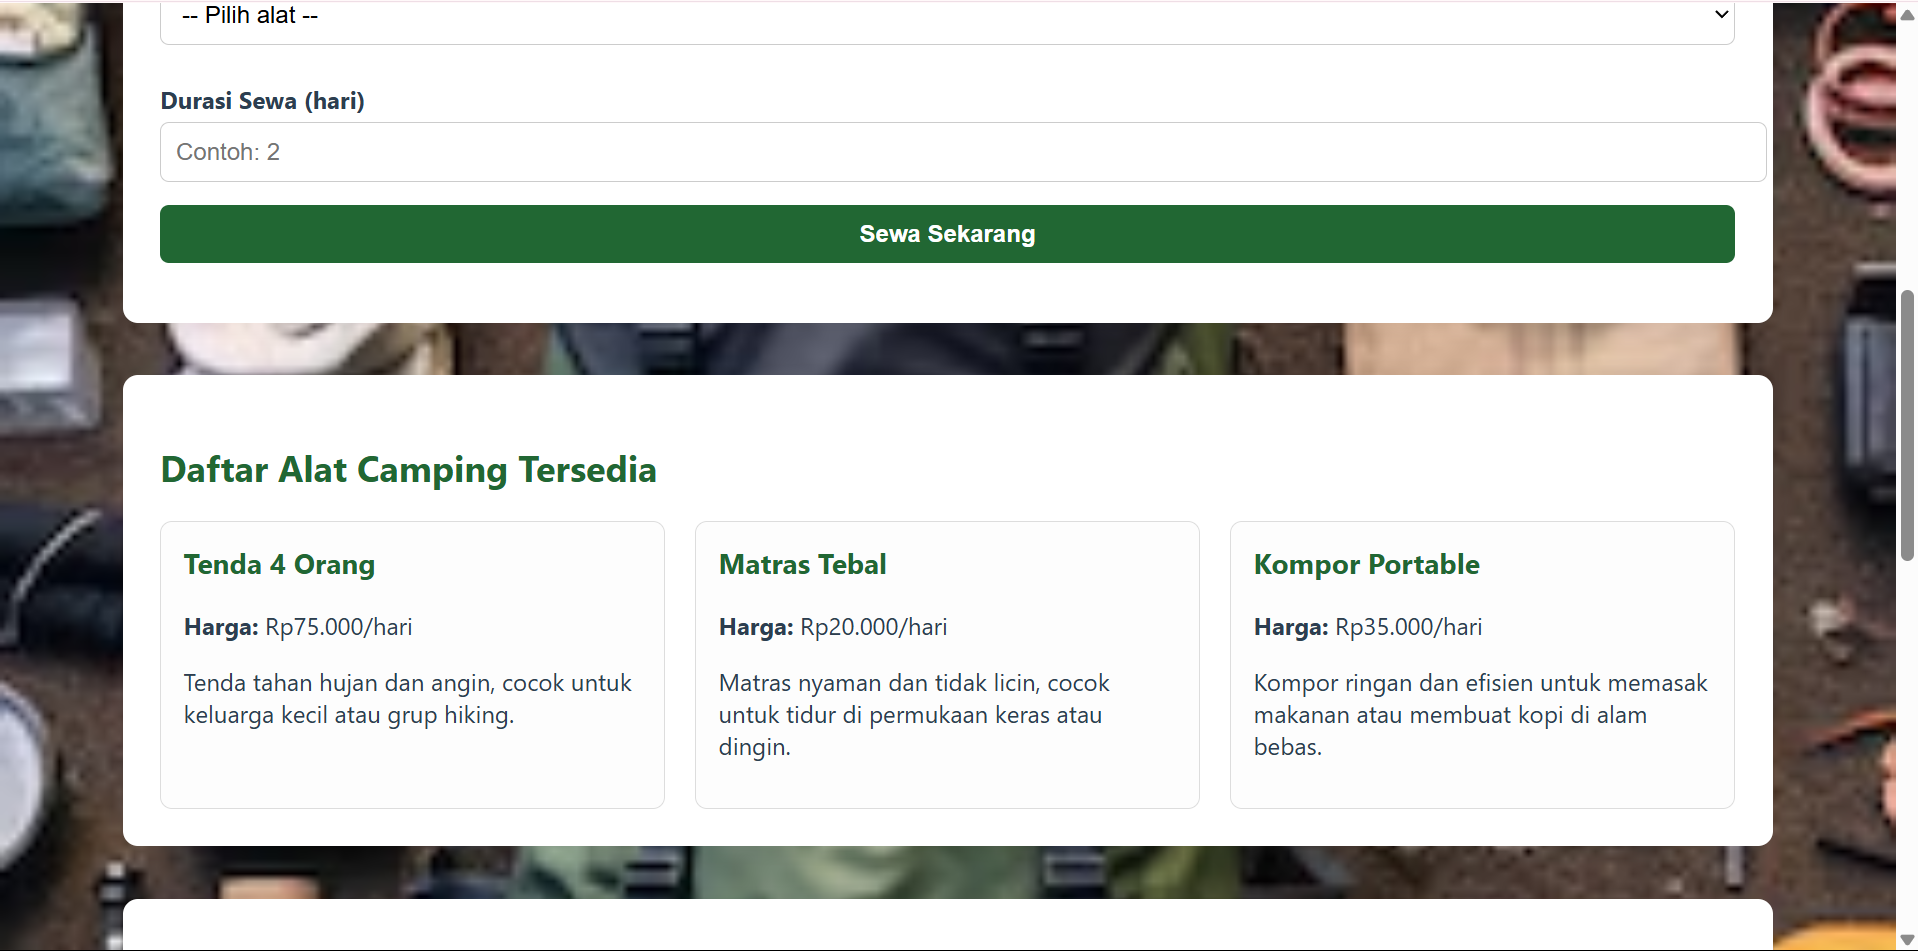 -- Pilih alat --
Durasi Sewa (hari)
Contoh: 2
Sewa Sekarang
Daftar Alat Camping Tersedia
Tenda 4 Orang
Harga: Rp75.000/hari
Tenda tahan hujan dan angin, cocok untuk
keluarga kecil atau grup hiking.
Matras Tebal
Harga: Rp20.000/hari
Matras nyaman dan tidak licin, cocok
untuk tidur di permukaan keras atau
dingin.
Kompor Portable
Harga: Rp35.000/hari
Kompor ringan dan efisien untuk memasak
makanan atau membuat kopi di alam
bebas.